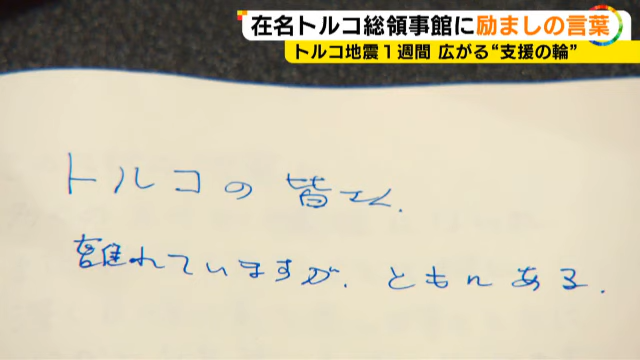 在名トルコ総領事館に励ましの言葉
トルコ地震1週間 広がる“支援の輪”
トルコの皆さん.
離れていますが、ともにある.